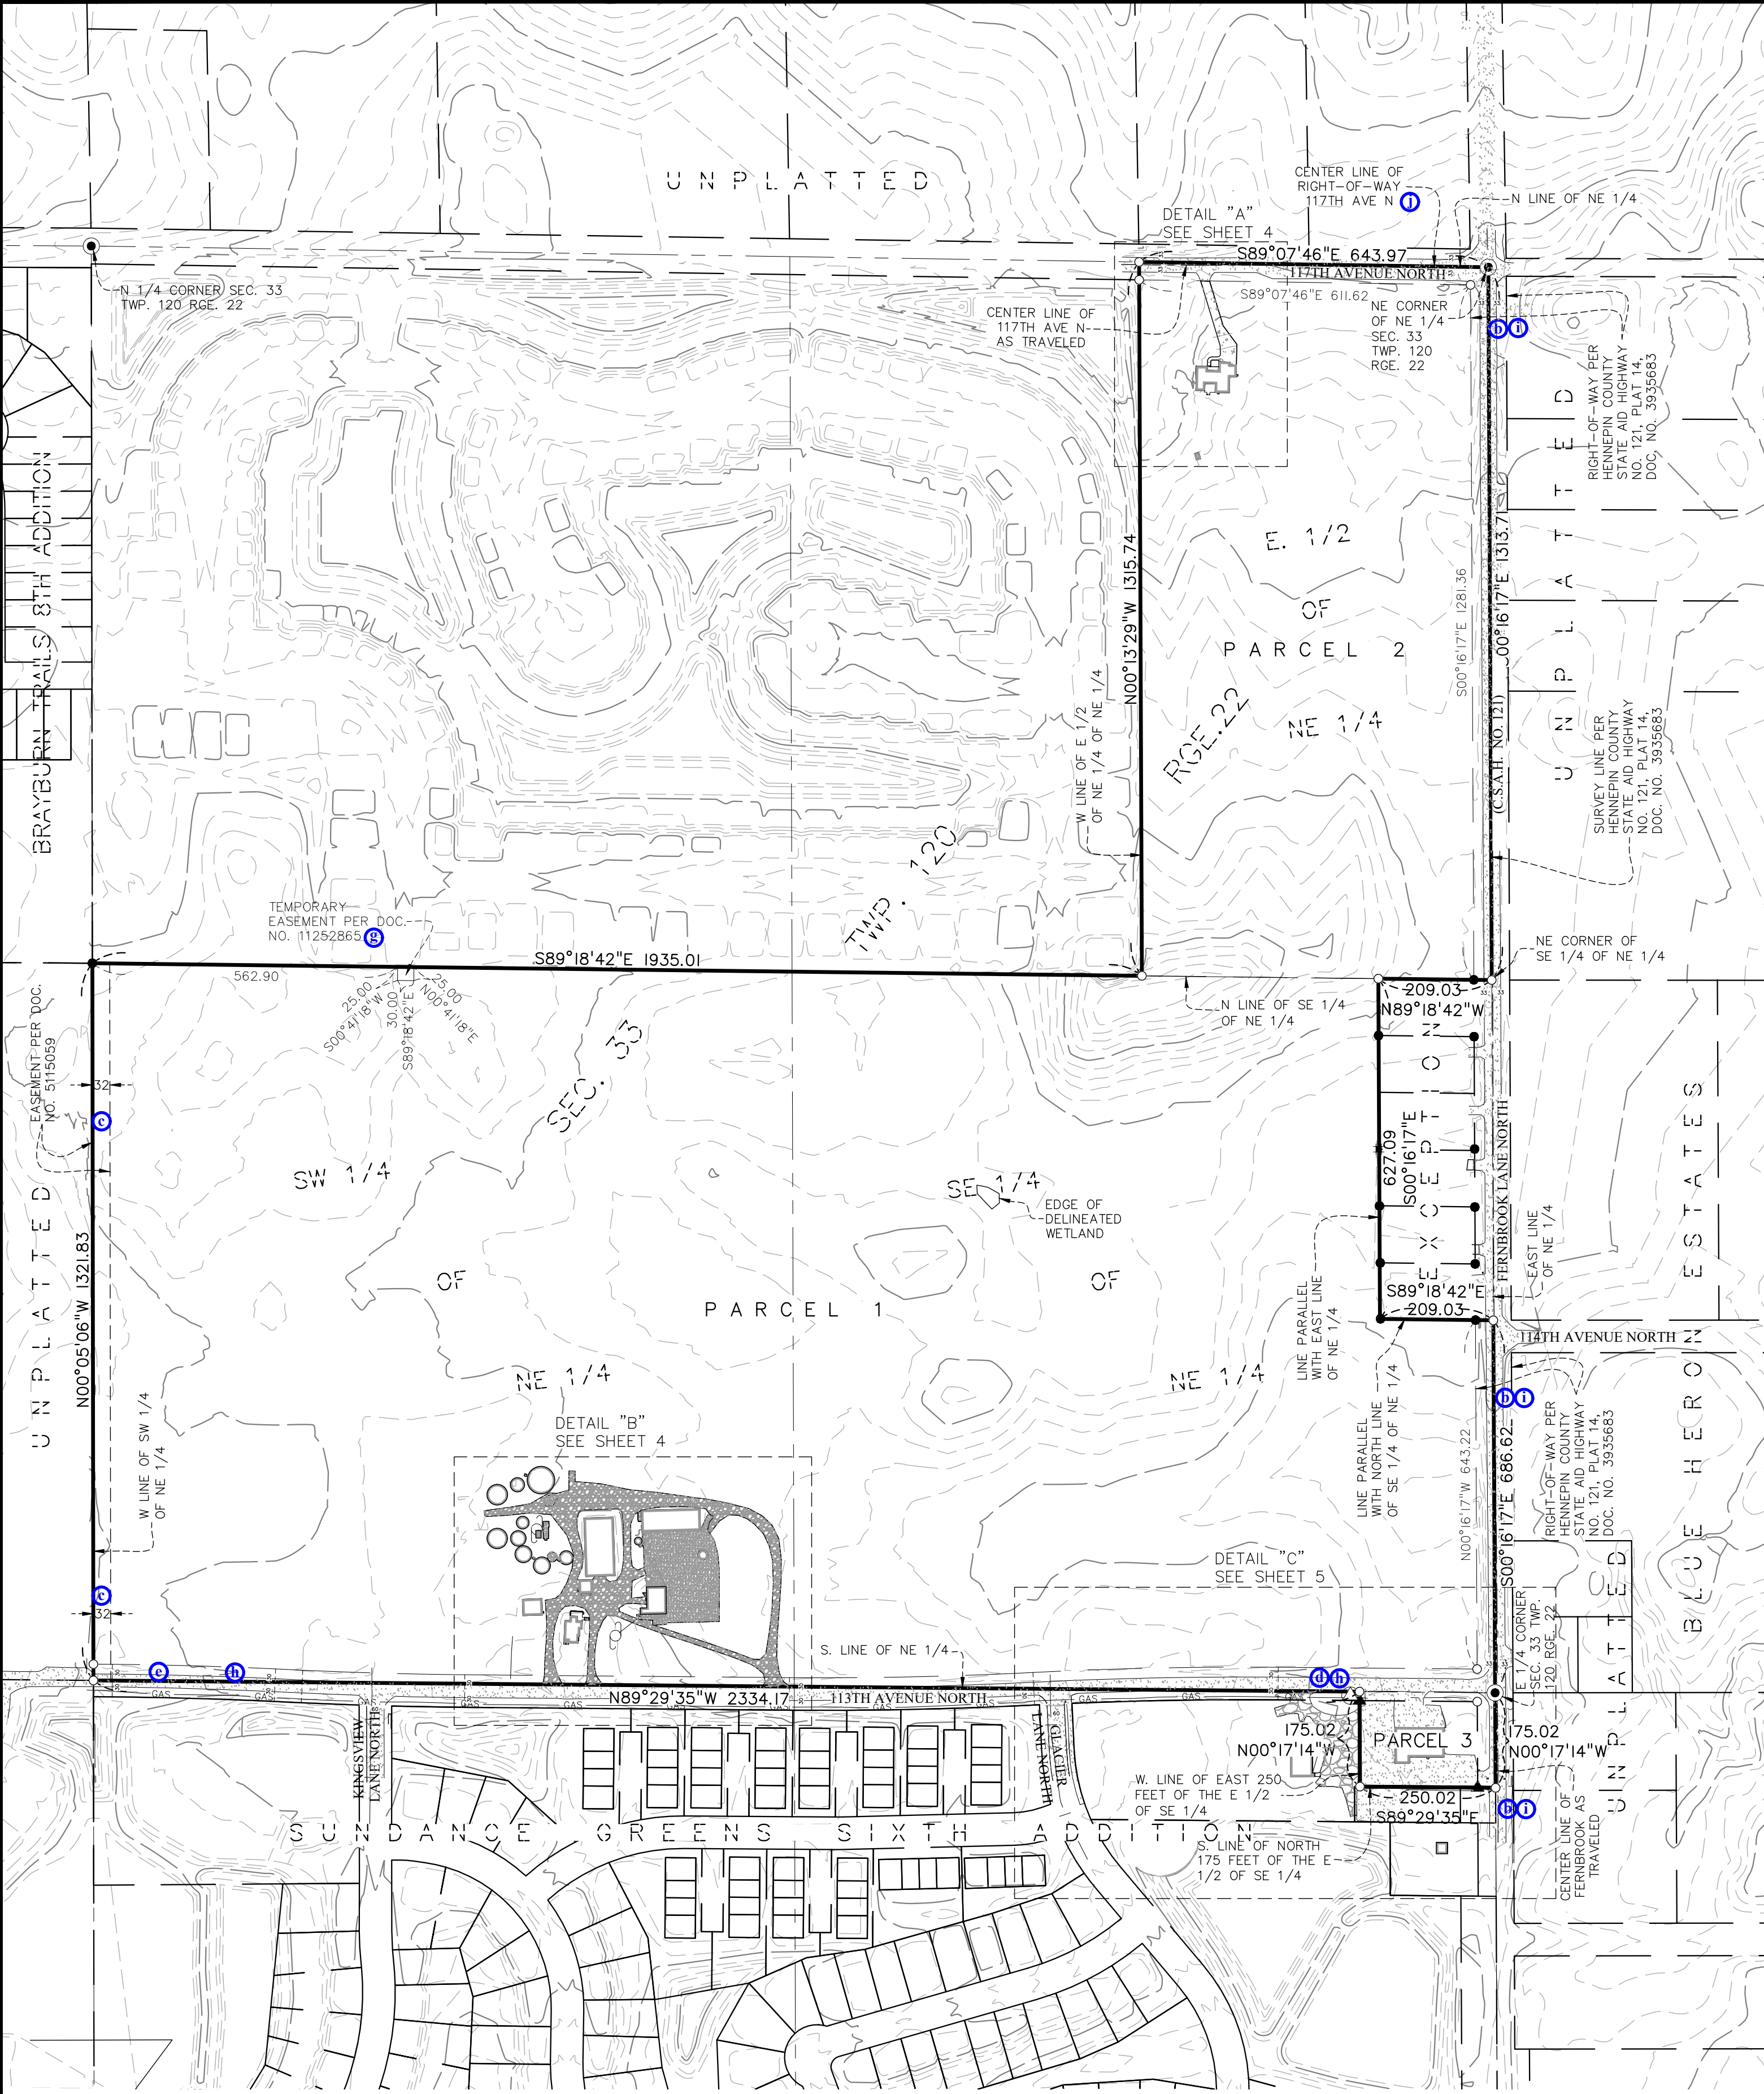 UNPLATTED
CENTER LINE OF
RIGHT-OF-WAY
117TH AVE N
j
N LINE OF NE 1/4
DETAIL "A"
SEE SHEET 4
S89°07'46"E 643.97
117TH AVENUE NORTH
S89°07'46"E 611.62
N 1/4 CORNER SEC. 33
TWP. 120 RGE. 22
CENTER LINE OF
117TH AVE N
AS TRAVELED
NE CORNER
OF NE 1/4
SEC. 33
TWP. 120
RGE. 22
b i
RIGHT-OF-WAY PER
HENNEPIN COUNTY
STATE AID HIGHWAY
NO. 121, PLAT 14,
DOC. NO. 3935683
UNPLATTED
BRAYBURN TRAILS 8TH ADDITION
N00°13'29"W 1315.74
E. 1/2
OF
PARCEL 2
NE 1/4
S00°16'17"E 1281.36
S00°16'17"E 1313.71
(C.S.A.H. NO. 121)
W LINE OF E 1/2
OF NE 1/4 OF NE 1/4
RGE.22
TWP. 120
SEC. 33
SURVEY LINE PER
HENNEPIN COUNTY
STATE AID HIGHWAY
NO. 121, PLAT 14,
DOC. NO. 3935683
TEMPORARY
EASEMENT PER DOC.
NO. 11252865
g
S89°18'42"E 1935.01
562.90
25.00
S00°41'18"W
30.00
S89°18'42"E
25.00
N00°41'18"E
N LINE OF SE 1/4
OF NE 1/4
209.03
N89°18'42"W
NE CORNER OF
SE 1/4 OF NE 1/4
EASEMENT PER DOC.
NO. 5115059
32
c
UNPLATTED
N00°05'06"W 1321.83
SW 1/4
OF
NE 1/4
PARCEL 1
SE 1/4
OF
NE 1/4
EDGE OF
DELINEATED
WETLAND
EXCEPTION
627.09
S00°16'17"E
S89°18'42"E
209.03
LINE PARALLEL
WITH EAST LINE
OF NE 1/4
LINE PARALLEL
WITH NORTH LINE
OF SE 1/4 OF NE 1/4
FERNBROOK LANE NORTH
EAST LINE
OF NE 1/4
114TH AVENUE NORTH
BLUE HERON ESTATES
b i
RIGHT-OF-WAY PER
HENNEPIN COUNTY
STATE AID HIGHWAY
NO. 121, PLAT 14,
DOC. NO. 3935683
N00°16'17"W 643.22
S00°16'17"E 686.62
W LINE OF SW 1/4
OF NE 1/4
c
32
DETAIL "B"
SEE SHEET 4
DETAIL "C"
SEE SHEET 5
UNPLATTED
E 1/4 CORNER
SEC. 33 TWP.
120 RGE. 22
S. LINE OF NE 1/4
e h
d h
GAS
GAS
GAS
GAS
GAS
N89°29'35"W 2334.17
113TH AVENUE NORTH
KINGSVIEW
LANE NORTH
GLACIER
LANE NORTH
175.02
N00°17'14"W
PARCEL 3
175.02
N00°17'14"W
W. LINE OF EAST 250
FEET OF THE E 1/2
OF SE 1/4
250.02
S89°29'35"E
b i
CENTER LINE OF
FERNBROOK AS
TRAVELED
SUNDANCE GREENS SIXTH ADDITION
S. LINE OF NORTH
175 FEET OF THE E
1/2 OF SE 1/4